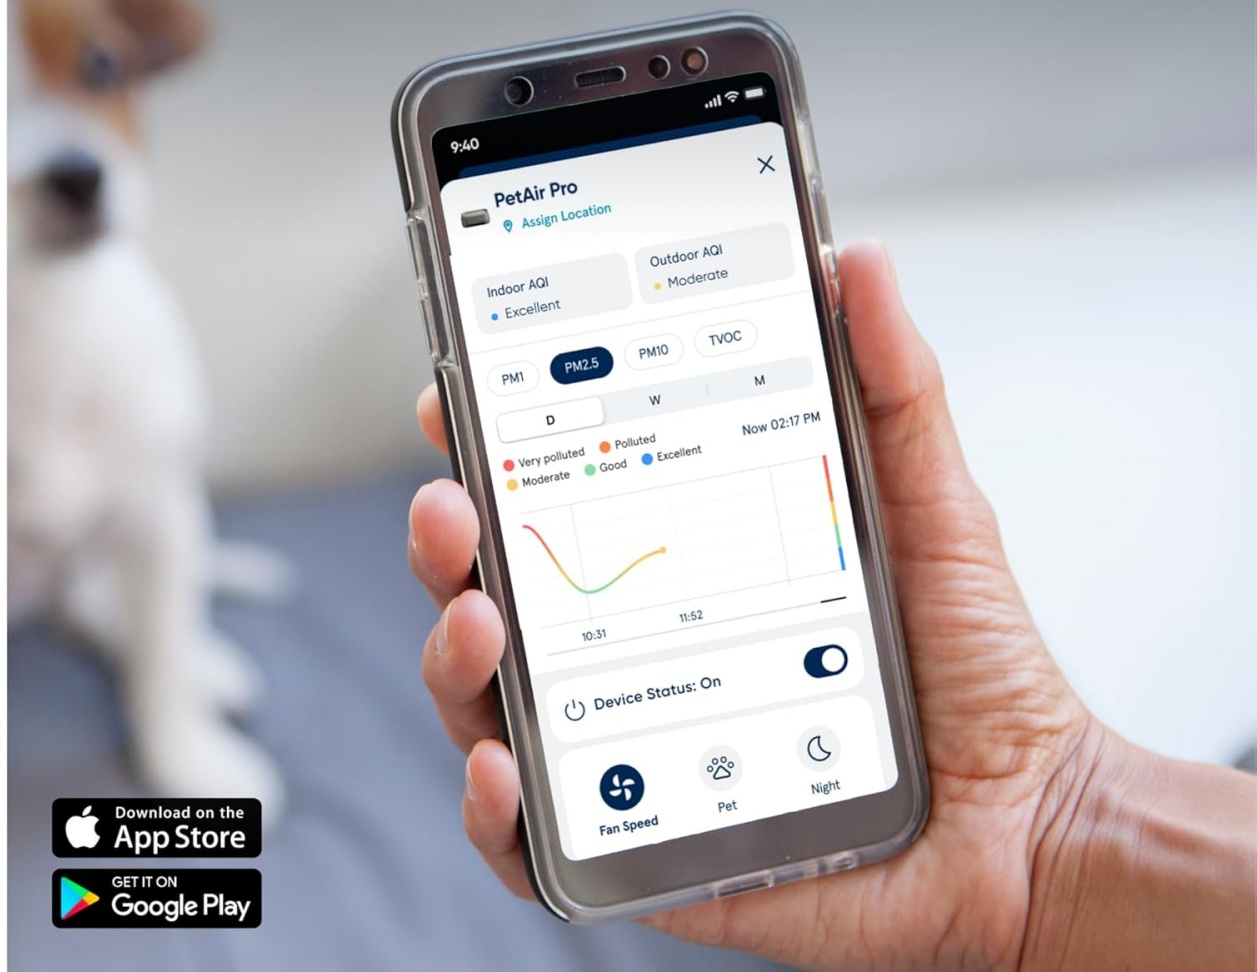 9:40
PetAir Pro
Assign Location
Indoor AQI
Excellent
Outdoor AQI
Moderate
PM1
PM2.5
PM10
TVOC
D
W
M
Very polluted
Polluted
Now 02:17 PM
Moderate
Good
Excellent
10:31
11:52
Device Status: On
Fan Speed
Pet
Night
Download on the
App Store
GET IT ON
Google Play